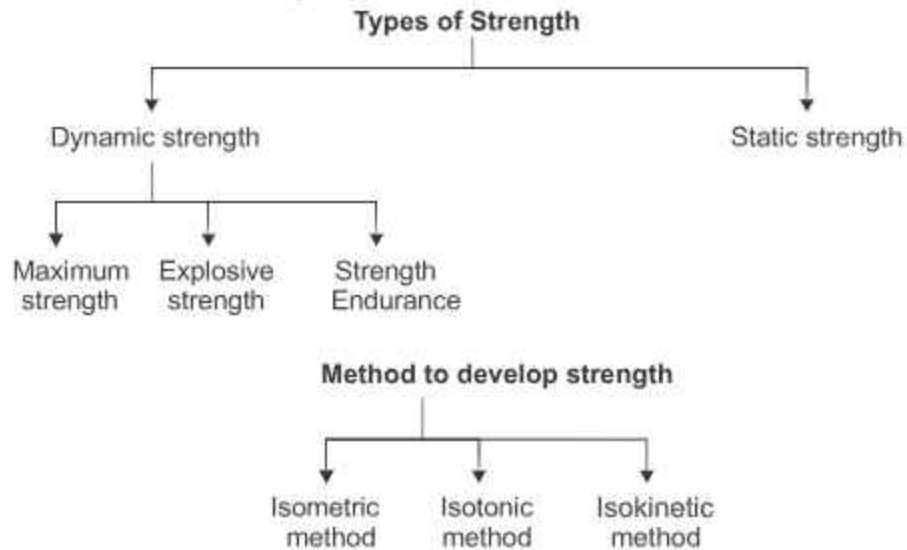 Types of Strength
Dynamic strength
Static strength
Maximum
strength
Explosive
strength
Strength
Endurance
Method to develop strength
Isometric
method
Isotonic
method
Isokinetic
method